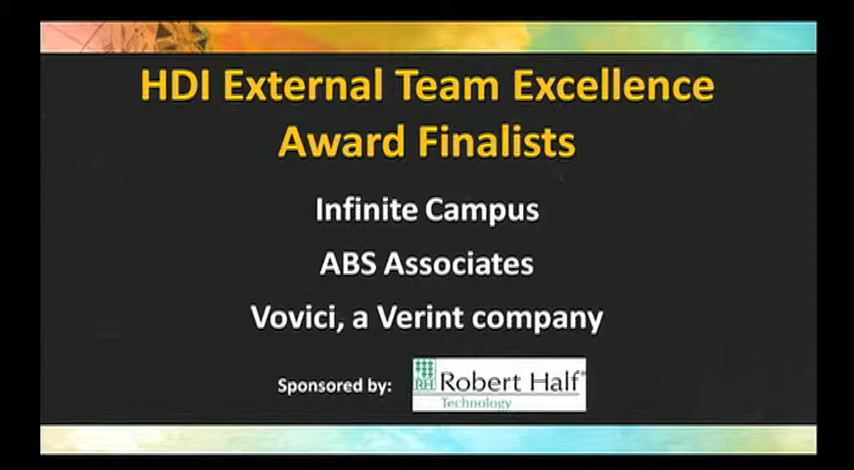 HDI External Team Excellence
Award Finalists
Infinite Campus
ABS Associates
Vovici, a Verint company
Sponsored by:
RH Robert Half®
Technology